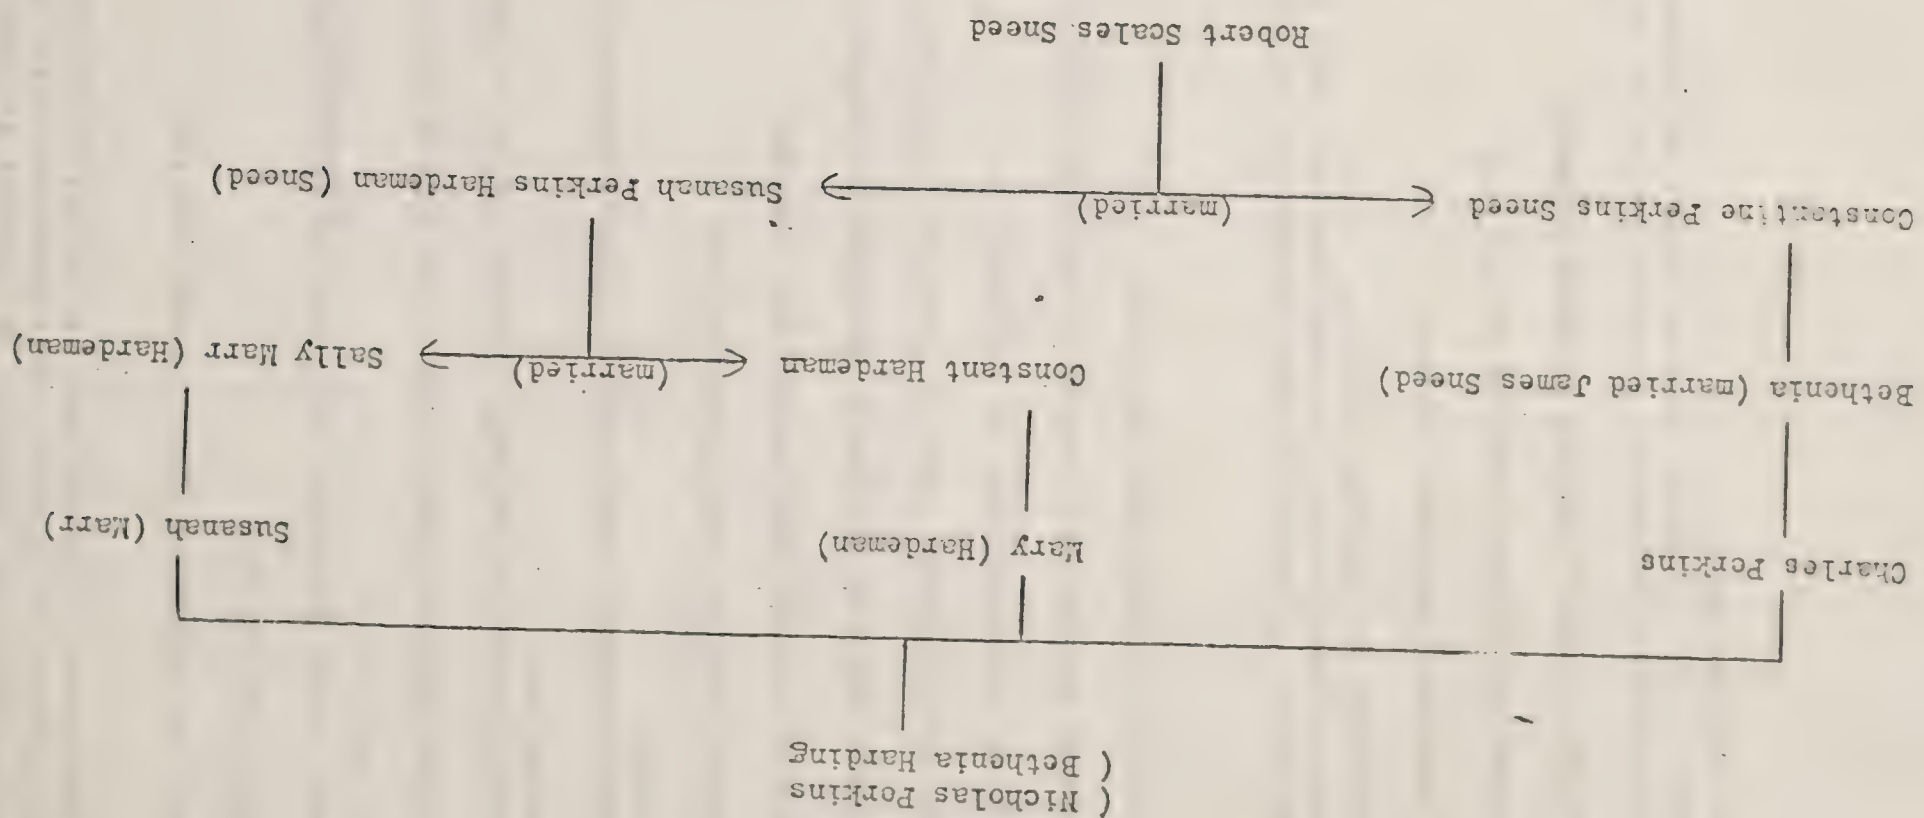 ( Nicholas Perkins
( Bethenia Harding
Charles Perkins
Mary (Hardeman)
Susanah (Marr)
Bethenia (married James Sneed)
Constant Hardeman
(married)
Sally Marr (Hardeman)
Constantine Perkins Sneed
(married)
Susanah Perkins Hardeman (Sneed)
Robert Scales Sneed